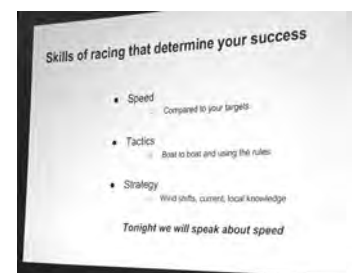 Skills of racing that determine your success
• Speed
○ Compared to your targets
• Tactics
○ Boat to boat and using the rules
• Strategy
○ Wind shifts, current, local knowledge
Tonight we will speak about speed